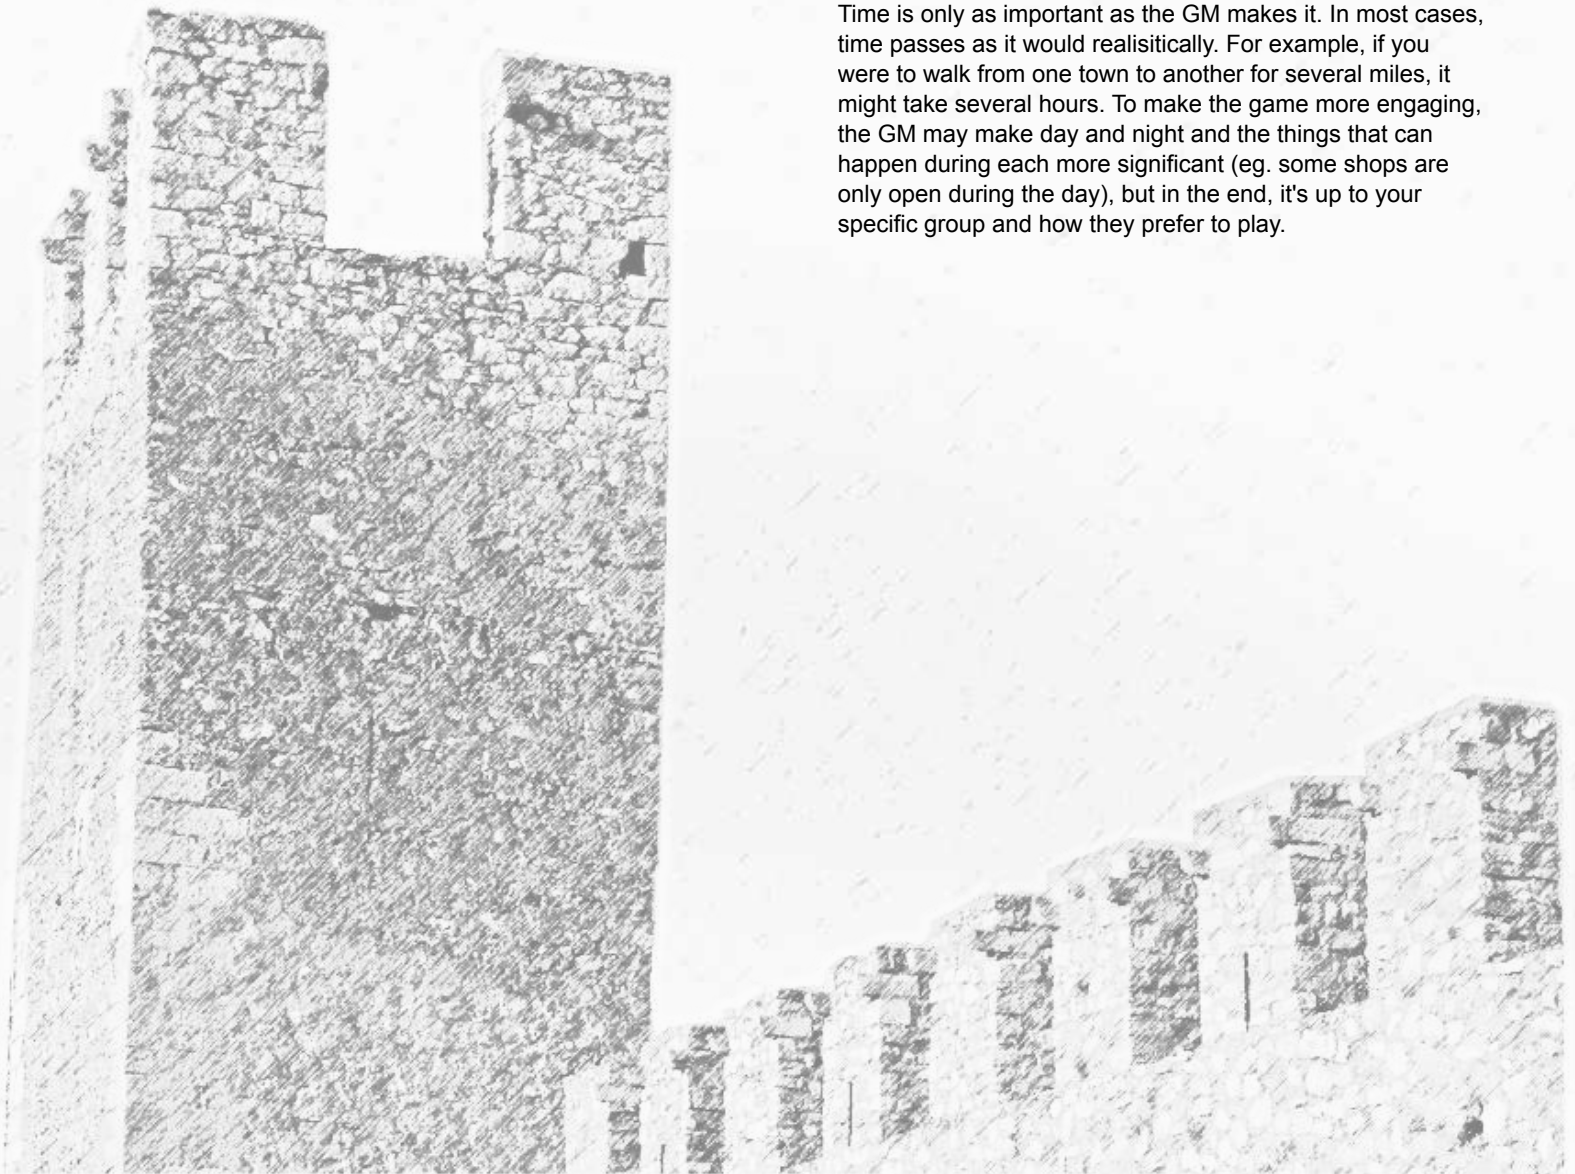 Time is only as important as the GM makes it. In most cases,
time passes as it would realisitically. For example, if you
were to walk from one town to another for several miles, it
might take several hours. To make the game more engaging,
the GM may make day and night and the things that can
happen during each more significant (eg. some shops are
only open during the day), but in the end, it's up to your
specific group and how they prefer to play.